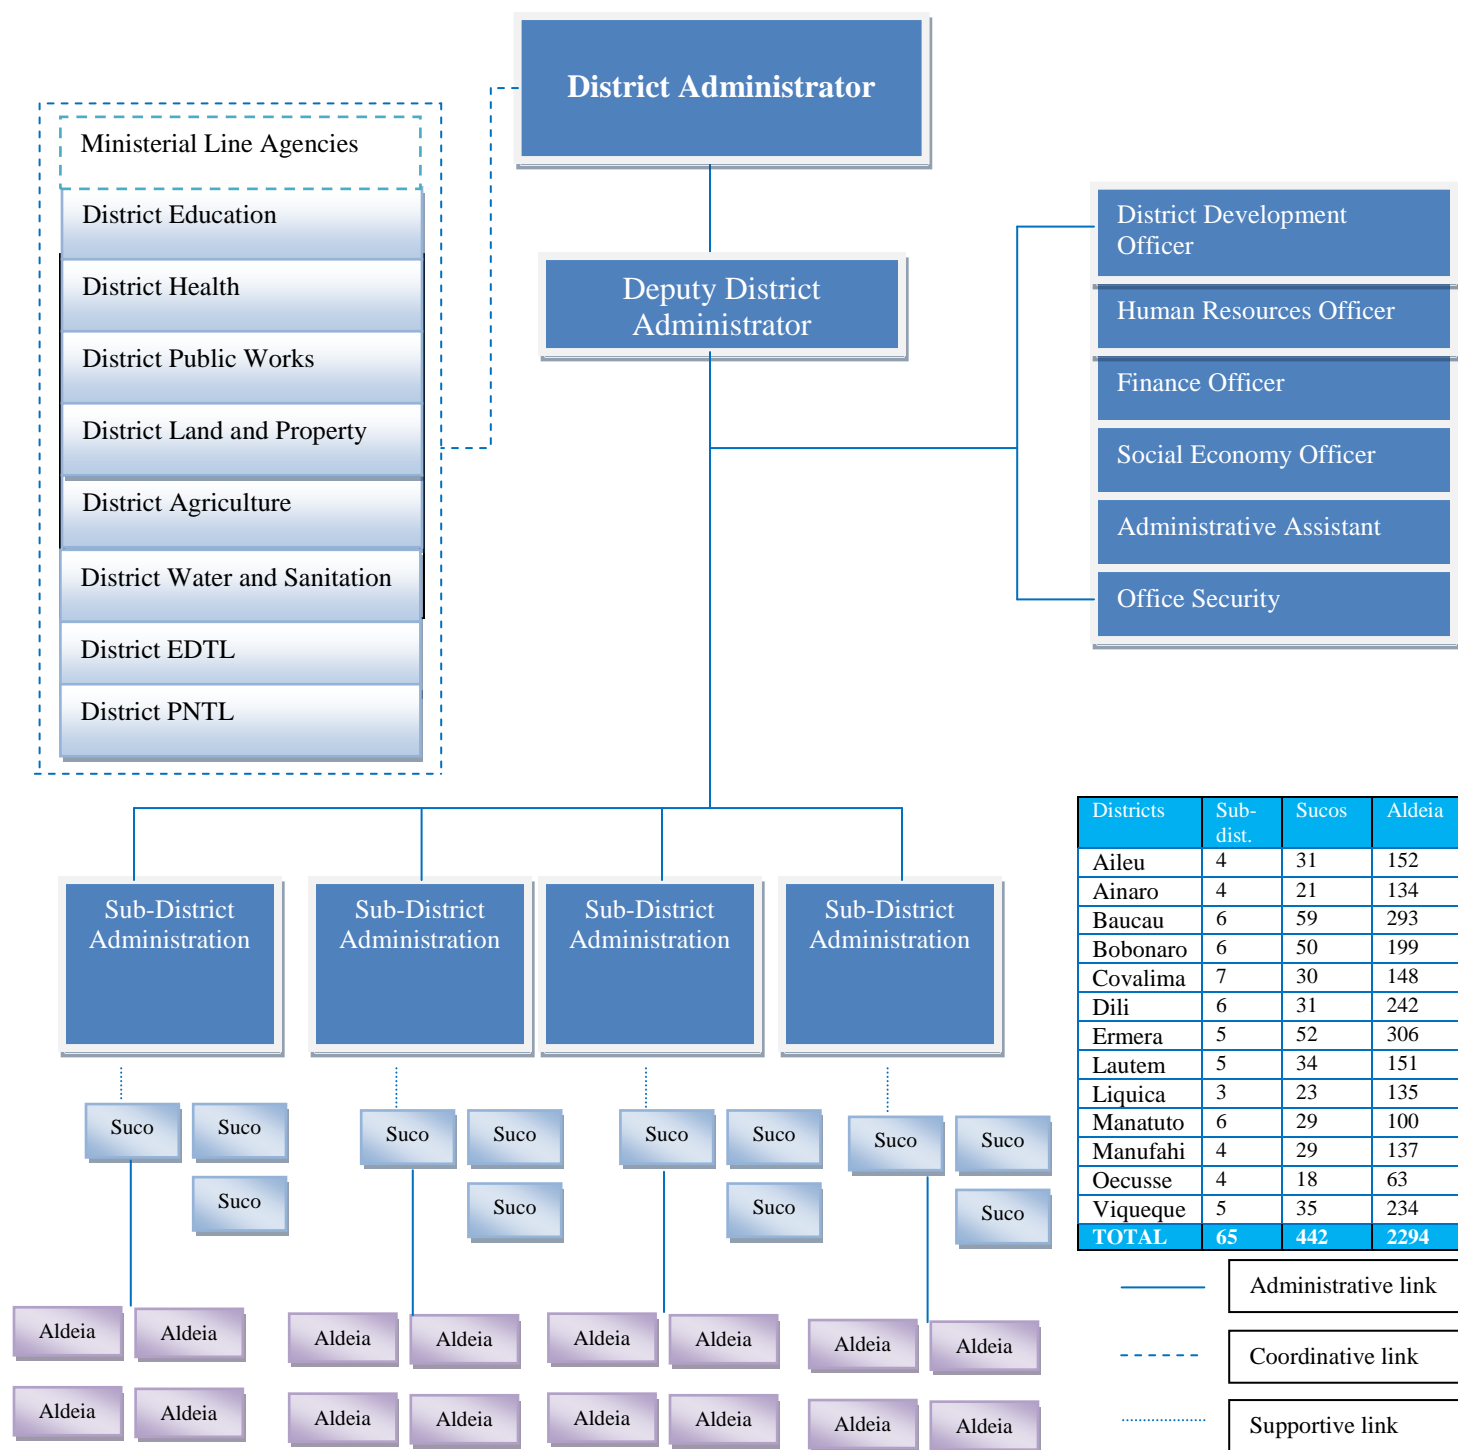 District Administrator
Ministerial Line Agencies
District Education
District Health
District Public Works
District Land and Property
District Agriculture
District Water and Sanitation
District EDTL
District PNTL
Deputy District
Administrator
District Development
Officer
Human Resources Officer
Finance Officer
Social Economy Officer
Administrative Assistant
Office Security
Sub-District
Administration
Sub-District
Administration
Sub-District
Administration
Sub-District
Administration
Suco Suco Suco Suco Suco Suco Suco Suco
Suco Suco Suco Suco
Aldeia Aldeia Aldeia Aldeia Aldeia Aldeia Aldeia Aldeia
Aldeia Aldeia Aldeia Aldeia Aldeia Aldeia Aldeia Aldeia
Districts Sub- Sucos Aldeia
dist.
Aileu 4 31 152
Ainaro 4 21 134
Baucau 6 59 293
Bobonaro 6 50 199
Covalima 7 30 148
Dili 6 31 242
Ermera 5 52 306
Lautem 5 34 151
Liquica 3 23 135
Manatuto 6 29 100
Manufahi 4 29 137
Oecusse 4 18 63
Viqueque 5 35 234
TOTAL 65 442 2294
Administrative link
Coordinative link
Supportive link